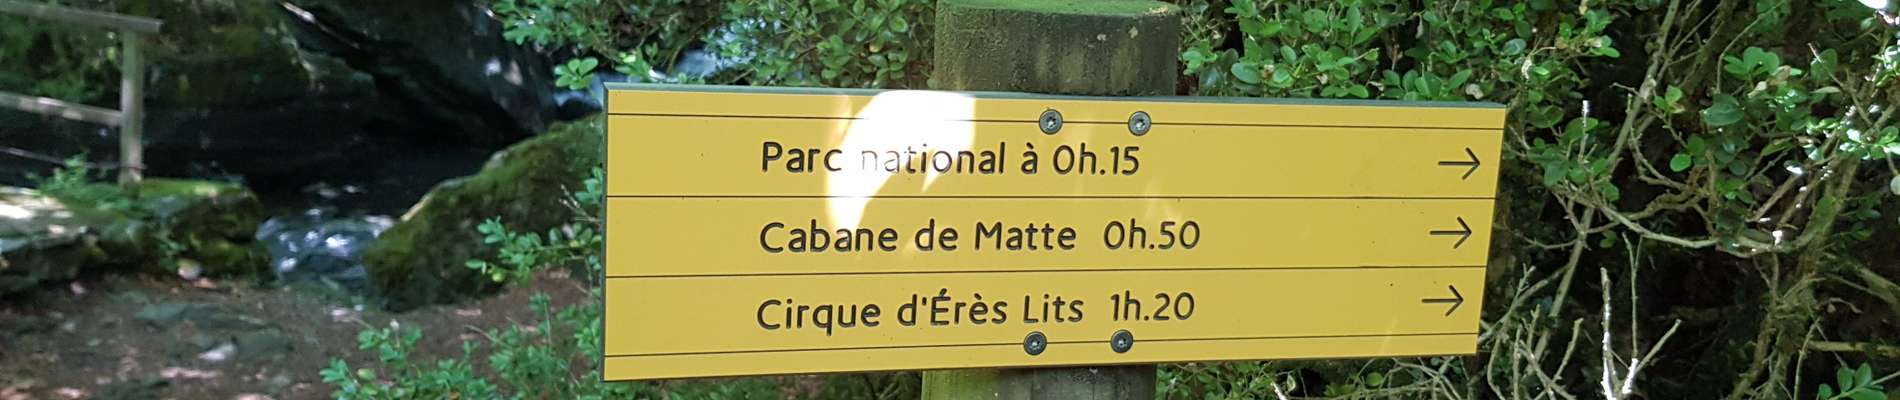 Parc national à 0h.15 →
Cabane de Matte 0h.50 →
Cirque d'Érès Lits 1h.20 →